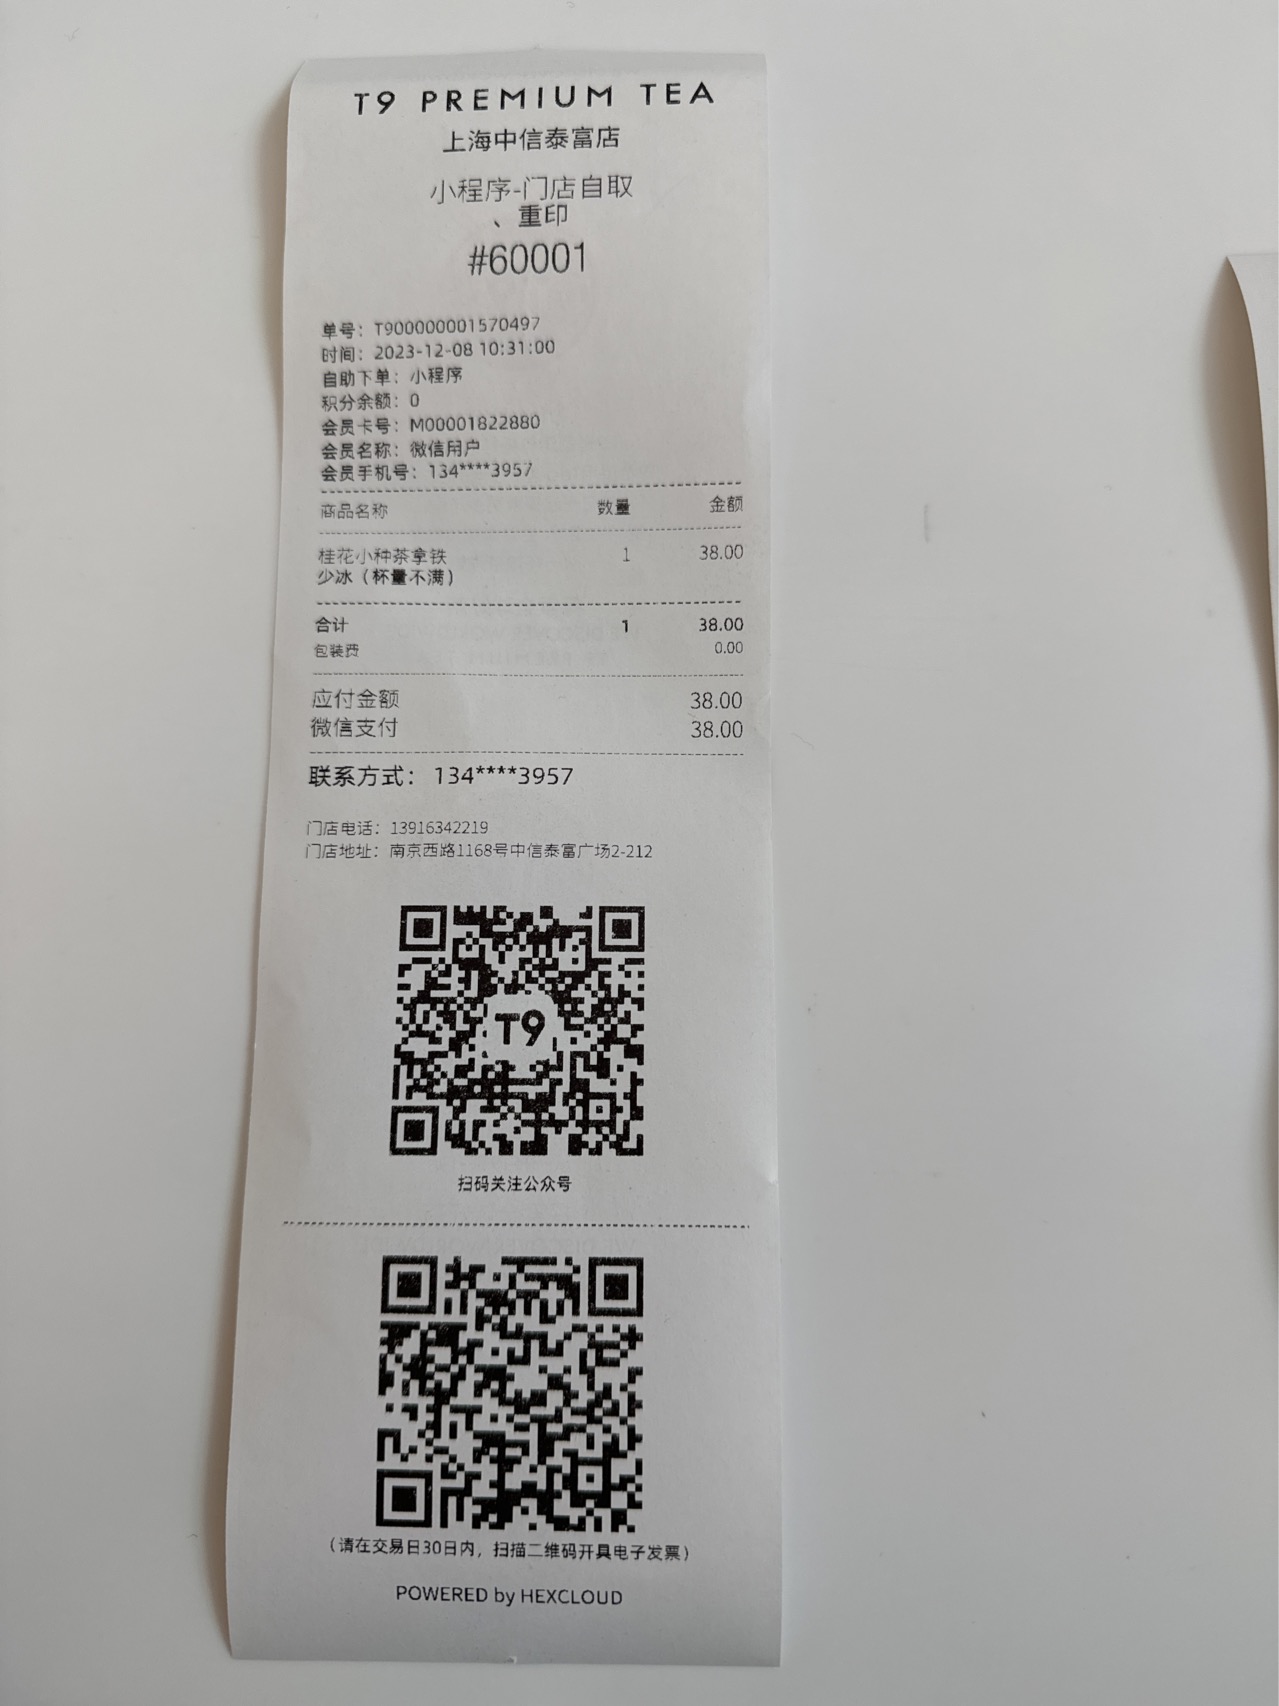 T9 PREMIUM TEA
上海中信泰富店
小程序-门店自取
、重印
#60001
单号：T900000001570497
时间：2023-12-08 10:31:00
自助下单：小程序
积分余额：0
会员卡号：M00001822880
会员名称：微信用户
会员手机号：134****3957
商品名称 数量 金额
桂花小种茶拿铁 1 38.00
少冰（杯量不满）
合计 1 38.00
包装费 0.00
应付金额 38.00
微信支付 38.00
联系方式：134****3957
门店电话：13916342219
门店地址：南京西路1168号中信泰富广场2-212
T9
扫码关注公众号
（请在交易日30日内，扫描二维码开具电子发票）
POWERED by HEXCLOUD